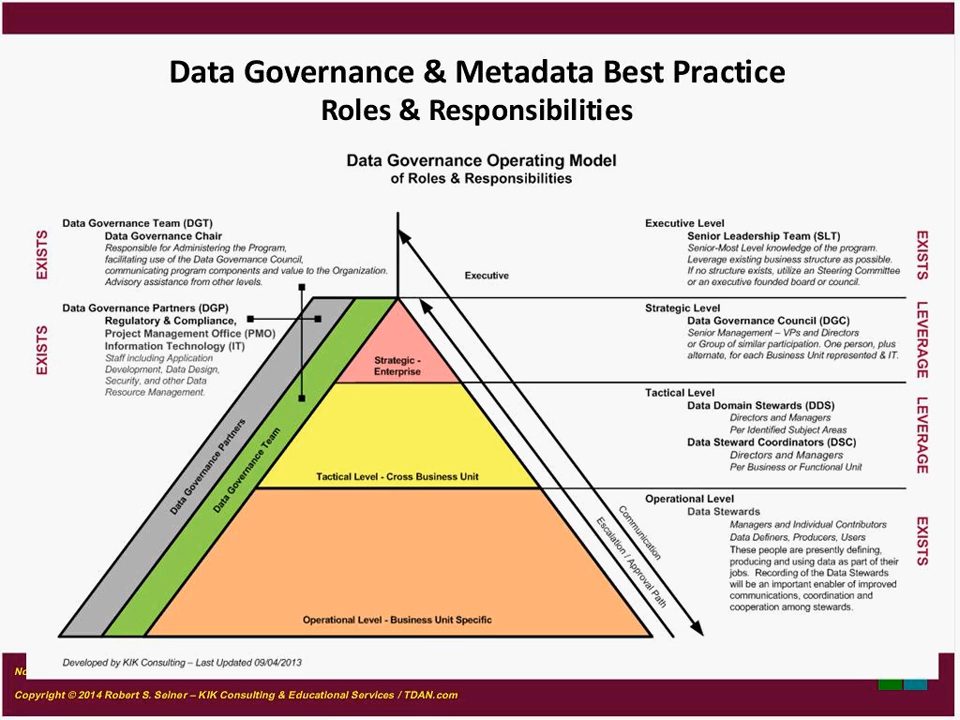 Data Governance & Metadata Best Practice
Roles & Responsibilities
Data Governance Operating Model
of Roles & Responsibilities
EXISTS
Data Governance Team (DGT)
Data Governance Chair
Responsible for Administering the Program,
facilitating use of the Data Governance Council,
communicating program components and value to the Organization.
Advisory assistance from other levels.
EXISTS
Data Governance Partners (DGP)
Regulatory & Compliance,
Project Management Office (PMO)
Information Technology (IT)
Staff including Application
Development, Data Design,
Security, and other Data
Resource Management.
Data Governance Partners
Data Governance Team
Executive
Strategic -
Enterprise
Tactical Level - Cross Business Unit
Operational Level - Business Unit Specific
Communication
Escalation / Approval Path
Executive Level
Senior Leadership Team (SLT)
Senior-Most Level knowledge of the program.
Leverage existing business structure as possible.
If no structure exists, utilize an Steering Committee
or an executive founded board or council.
EXISTS
Strategic Level
Data Governance Council (DGC)
Senior Management – VPs and Directors
or Group of similar participation. One person, plus
alternate, for each Business Unit represented & IT.
LEVERAGE
Tactical Level
Data Domain Stewards (DDS)
Directors and Managers
Per Identified Subject Areas
Data Steward Coordinators (DSC)
Directors and Managers
Per Business or Functional Unit
LEVERAGE
Operational Level
Data Stewards
Managers and Individual Contributors
Data Definers, Producers, Users
These people are presently defining,
producing and using data as part of their
jobs. Recording of the Data Stewards
will be an important enabler of improved
communications, coordination and
cooperation among stewards.
EXISTS
Developed by KIK Consulting – Last Updated 09/04/2013
Copyright © 2014 Robert S. Seiner – KIK Consulting & Educational Services / TDAN.com